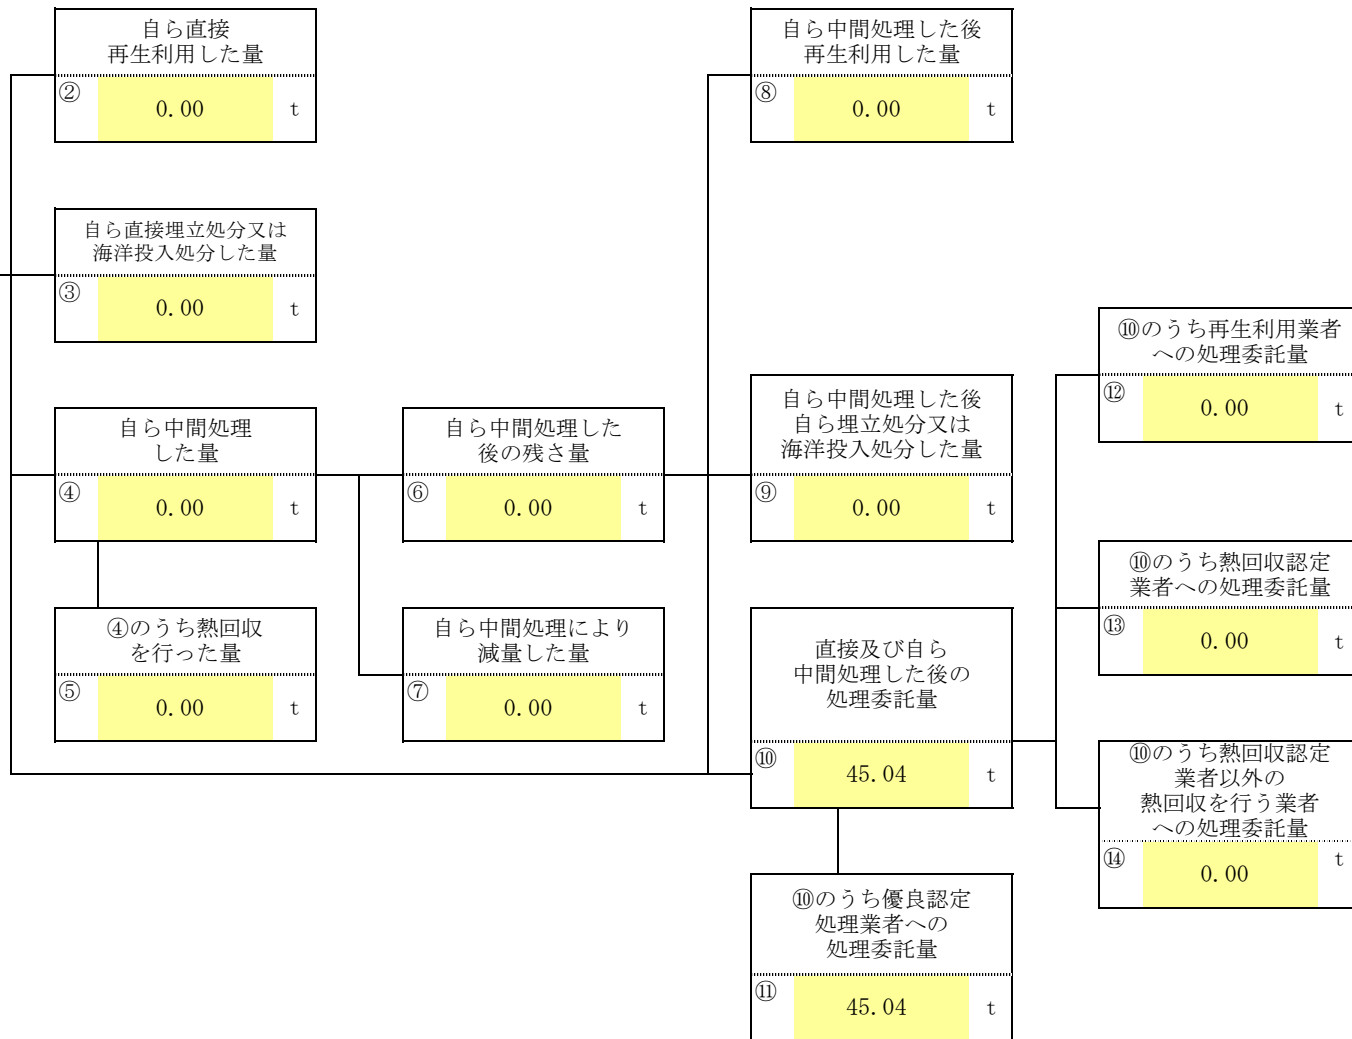 自ら直接
再生利用した量
② 0.00 t
自ら中間処理した後
再生利用した量
⑧ 0.00 t
自ら直接埋立処分又は
海洋投入処分した量
③ 0.00 t
⑩のうち再生利用業者
への処理委託量
⑫ 0.00 t
自ら中間処理
した量
④ 0.00 t
自ら中間処理した
後の残さ量
⑥ 0.00 t
自ら中間処理した後
自ら埋立処分又は
海洋投入処分した量
⑨ 0.00 t
⑩のうち熱回収認定
業者への処理委託量
⑬ 0.00 t
④のうち熱回収
を行った量
⑤ 0.00 t
自ら中間処理により
減量した量
⑦ 0.00 t
直接及び自ら
中間処理した後の
処理委託量
⑩ 45.04 t
⑩のうち熱回収認定
業者以外の
熱回収を行う業者
への処理委託量
⑭ 0.00 t
⑩のうち優良認定
処理業者への
処理委託量
⑪ 45.04 t